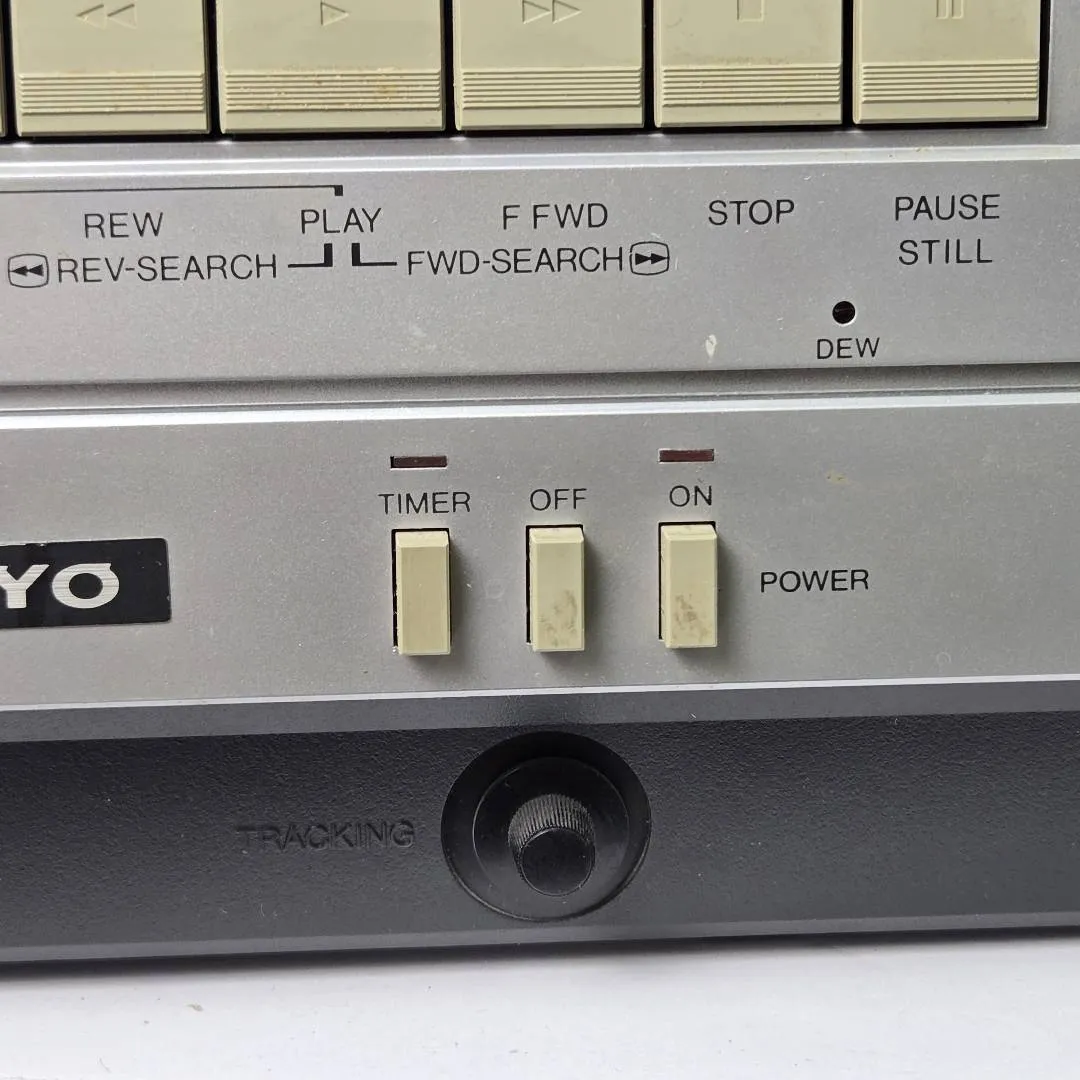 REW PLAY F FWD STOP PAUSE
REV-SEARCH FWD-SEARCH STILL
DEW
TIMER OFF ON
YO
POWER
TRACKING